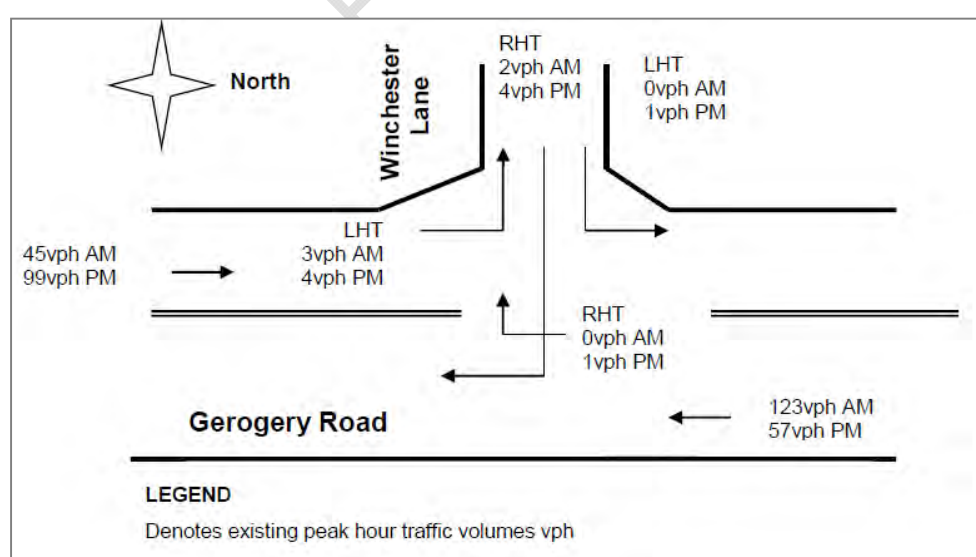 North
Winchester
Lane
RHT
2vph AM
4vph PM
LHT
0vph AM
1vph PM
45vph AM
99vph PM
LHT
3vph AM
4vph PM
RHT
0vph AM
1vph PM
Gerogery Road
123vph AM
57vph PM
LEGEND
Denotes existing peak hour traffic volumes vph